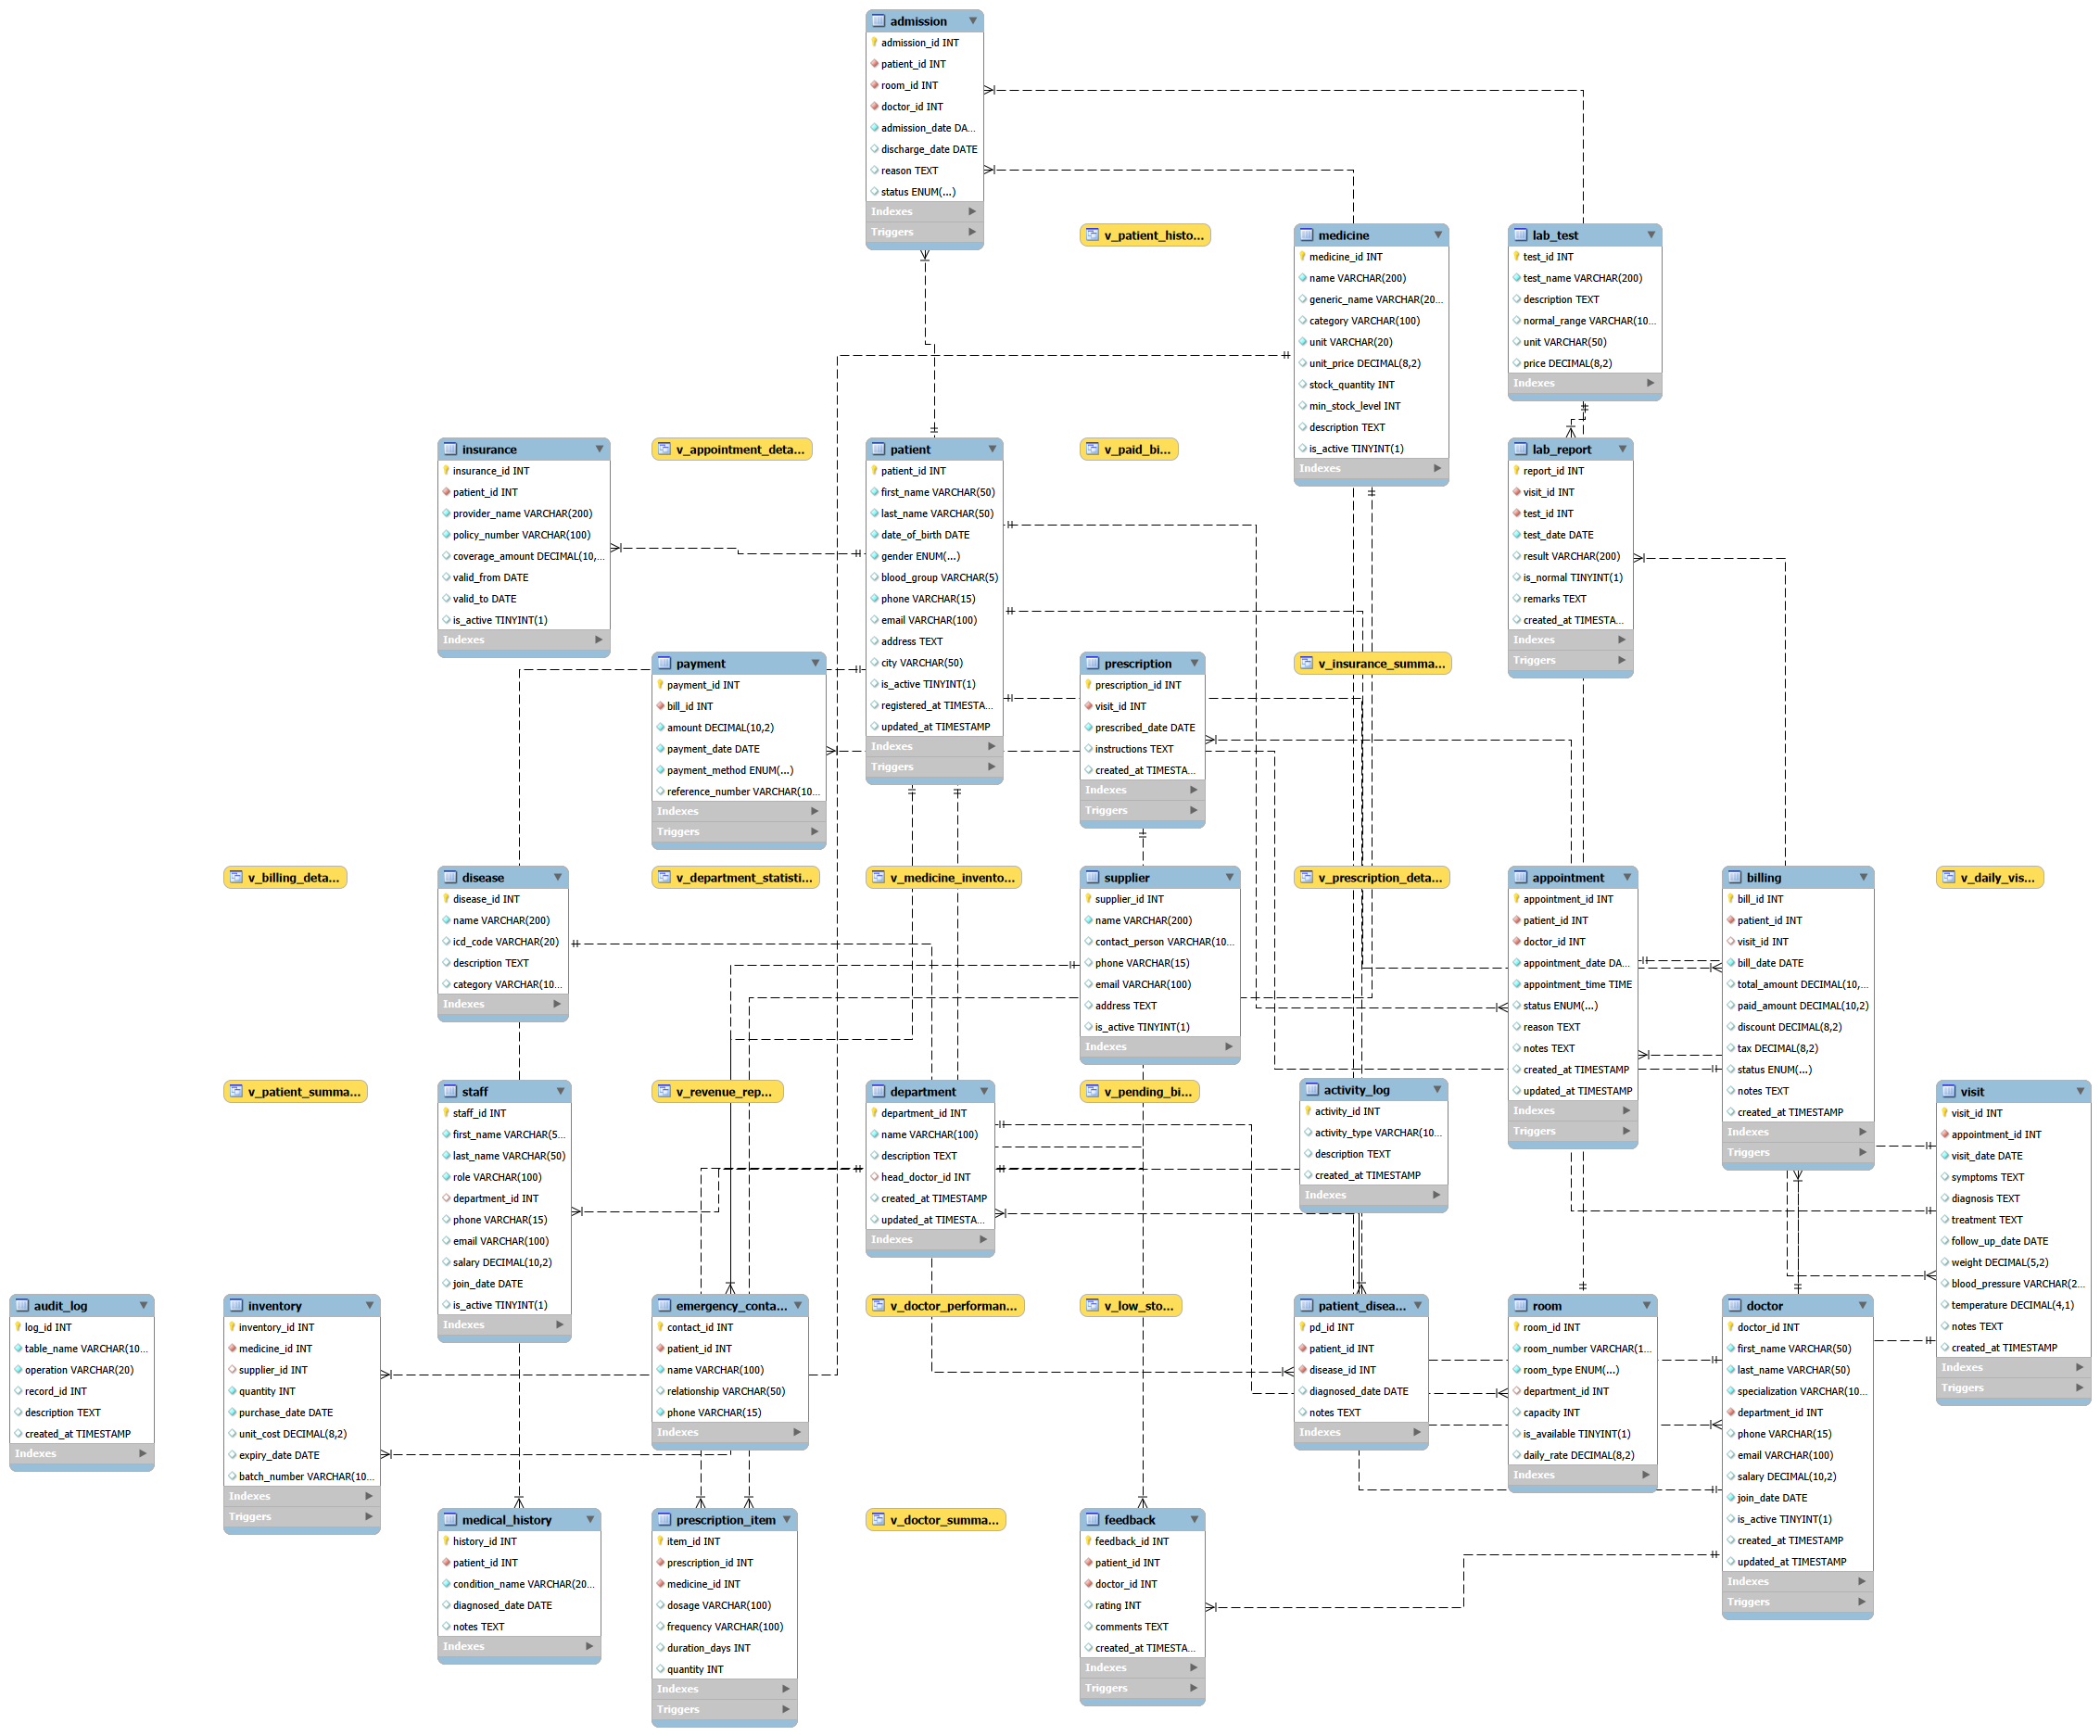 admission
admission_id INT
patient_id INT
room_id INT
doctor_id INT
admission_date DA...
discharge_date DATE
reason TEXT
status ENUM(...)
Indexes
Triggers
v_patient_histo...
medicine
medicine_id INT
name VARCHAR(200)
generic_name VARCHAR(20...
category VARCHAR(100)
unit VARCHAR(20)
unit_price DECIMAL(8,2)
stock_quantity INT
min_stock_level INT
description TEXT
is_active TINYINT(1)
Indexes
lab_test
test_id INT
test_name VARCHAR(200)
description TEXT
normal_range VARCHAR(10...
unit VARCHAR(50)
price DECIMAL(8,2)
Indexes
insurance
insurance_id INT
patient_id INT
provider_name VARCHAR(200)
policy_number VARCHAR(100)
coverage_amount DECIMAL(10,...
valid_from DATE
valid_to DATE
is_active TINYINT(1)
Indexes
v_appointment_deta...
patient
patient_id INT
first_name VARCHAR(50)
last_name VARCHAR(50)
date_of_birth DATE
gender ENUM(...)
blood_group VARCHAR(5)
phone VARCHAR(15)
email VARCHAR(100)
address TEXT
city VARCHAR(50)
is_active TINYINT(1)
registered_at TIMESTA...
updated_at TIMESTAMP
Indexes
Triggers
v_paid_bi...
lab_report
report_id INT
visit_id INT
test_id INT
test_date DATE
result VARCHAR(200)
is_normal TINYINT(1)
remarks TEXT
created_at TIMESTA...
Indexes
Triggers
payment
payment_id INT
bill_id INT
amount DECIMAL(10,2)
payment_date DATE
payment_method ENUM(...)
reference_number VARCHAR(10...
Indexes
Triggers
prescription
prescription_id INT
visit_id INT
prescribed_date DATE
instructions TEXT
created_at TIMESTA...
Indexes
Triggers
v_insurance_summa...
v_billing_deta...
disease
disease_id INT
name VARCHAR(200)
icd_code VARCHAR(20)
description TEXT
category VARCHAR(10...
Indexes
v_department_statisti...
v_medicine_invento...
supplier
supplier_id INT
name VARCHAR(200)
contact_person VARCHAR(10...
phone VARCHAR(15)
email VARCHAR(100)
address TEXT
is_active TINYINT(1)
Indexes
v_prescription_deta...
appointment
appointment_id INT
patient_id INT
doctor_id INT
appointment_date DA...
appointment_time TIME
status ENUM(...)
reason TEXT
notes TEXT
created_at TIMESTAMP
updated_at TIMESTAMP
Indexes
Triggers
billing
bill_id INT
patient_id INT
visit_id INT
bill_date DATE
total_amount DECIMAL(10,...
paid_amount DECIMAL(10,2)
discount DECIMAL(8,2)
tax DECIMAL(8,2)
status ENUM(...)
notes TEXT
created_at TIMESTAMP
Indexes
Triggers
v_daily_vis...
v_patient_summa...
staff
staff_id INT
first_name VARCHAR(5...
last_name VARCHAR(50)
role VARCHAR(100)
department_id INT
phone VARCHAR(15)
email VARCHAR(100)
salary DECIMAL(10,2)
join_date DATE
is_active TINYINT(1)
Indexes
v_revenue_rep...
department
department_id INT
name VARCHAR(100)
description TEXT
head_doctor_id INT
created_at TIMESTAMP
updated_at TIMESTA...
Indexes
v_pending_bi...
activity_log
activity_id INT
activity_type VARCHAR(10...
description TEXT
created_at TIMESTAMP
Indexes
visit
visit_id INT
appointment_id INT
visit_date DATE
symptoms TEXT
diagnosis TEXT
treatment TEXT
follow_up_date DATE
weight DECIMAL(5,2)
blood_pressure VARCHAR(2...
temperature DECIMAL(4,1)
notes TEXT
created_at TIMESTAMP
Indexes
Triggers
audit_log
log_id INT
table_name VARCHAR(10...
operation VARCHAR(20)
record_id INT
description TEXT
created_at TIMESTAMP
Indexes
inventory
inventory_id INT
medicine_id INT
supplier_id INT
quantity INT
purchase_date DATE
unit_cost DECIMAL(8,2)
expiry_date DATE
batch_number VARCHAR(10...
Indexes
Triggers
emergency_conta...
contact_id INT
patient_id INT
name VARCHAR(100)
relationship VARCHAR(50)
phone VARCHAR(15)
Indexes
v_doctor_performan...
v_low_sto...
patient_disea...
pd_id INT
patient_id INT
disease_id INT
diagnosed_date DATE
notes TEXT
Indexes
room
room_id INT
room_number VARCHAR(1...
room_type ENUM(...)
department_id INT
capacity INT
is_available TINYINT(1)
daily_rate DECIMAL(8,2)
Indexes
doctor
doctor_id INT
first_name VARCHAR(50)
last_name VARCHAR(50)
specialization VARCHAR(10...
department_id INT
phone VARCHAR(15)
email VARCHAR(100)
salary DECIMAL(10,2)
join_date DATE
is_active TINYINT(1)
created_at TIMESTAMP
updated_at TIMESTAMP
Indexes
Triggers
medical_history
history_id INT
patient_id INT
condition_name VARCHAR(20...
diagnosed_date DATE
notes TEXT
Indexes
prescription_item
item_id INT
prescription_id INT
medicine_id INT
dosage VARCHAR(100)
frequency VARCHAR(100)
duration_days INT
quantity INT
Indexes
Triggers
v_doctor_summa...
feedback
feedback_id INT
patient_id INT
doctor_id INT
rating INT
comments TEXT
created_at TIMESTA...
Indexes
Triggers